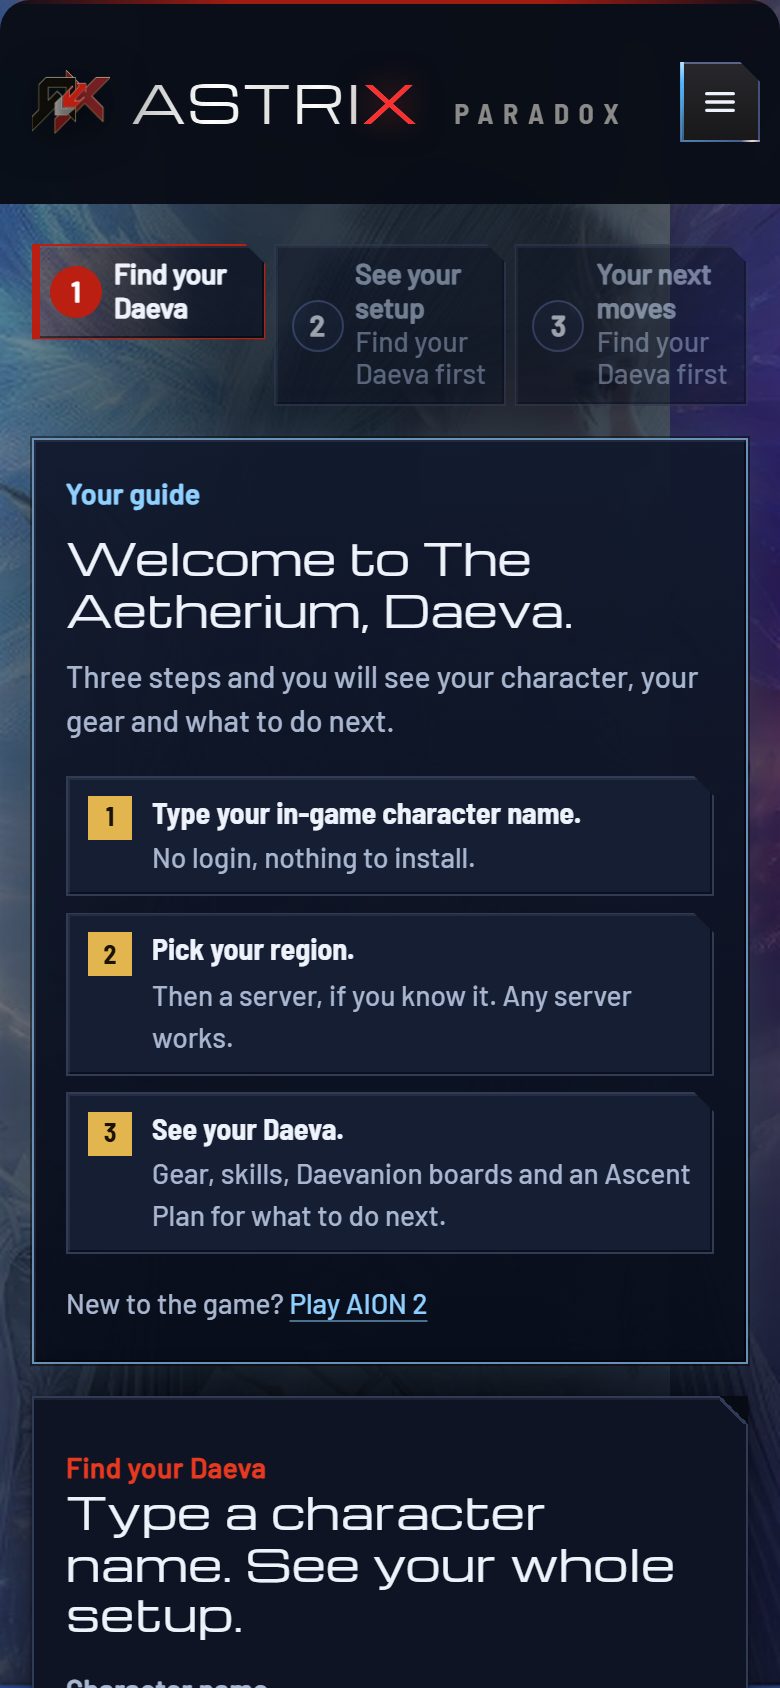 ASTRIX PARADOX
1
Find your
Daeva
2
See your
setup
Find your
Daeva first
3
Your next
moves
Find your
Daeva first
Your guide
Welcome to The
Aetherium, Daeva.
Three steps and you will see your character, your
gear and what to do next.
1
Type your in-game character name.
No login, nothing to install.
2
Pick your region.
Then a server, if you know it. Any server
works.
3
See your Daeva.
Gear, skills, Daevanion boards and an Ascent
Plan for what to do next.
New to the game? Play AION 2
Find your Daeva
Type a character
name. See your whole
setup.
Character name